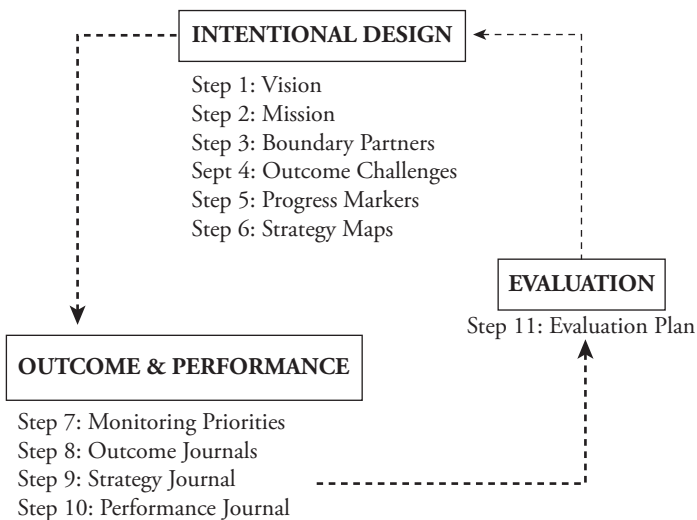 INTENTIONAL DESIGN
Step 1: Vision
Step 2: Mission
Step 3: Boundary Partners
Sept 4: Outcome Challenges
Step 5: Progress Markers
Step 6: Strategy Maps
EVALUATION
Step 11: Evaluation Plan
OUTCOME & PERFORMANCE
Step 7: Monitoring Priorities
Step 8: Outcome Journals
Step 9: Strategy Journal
Step 10: Performance Journal